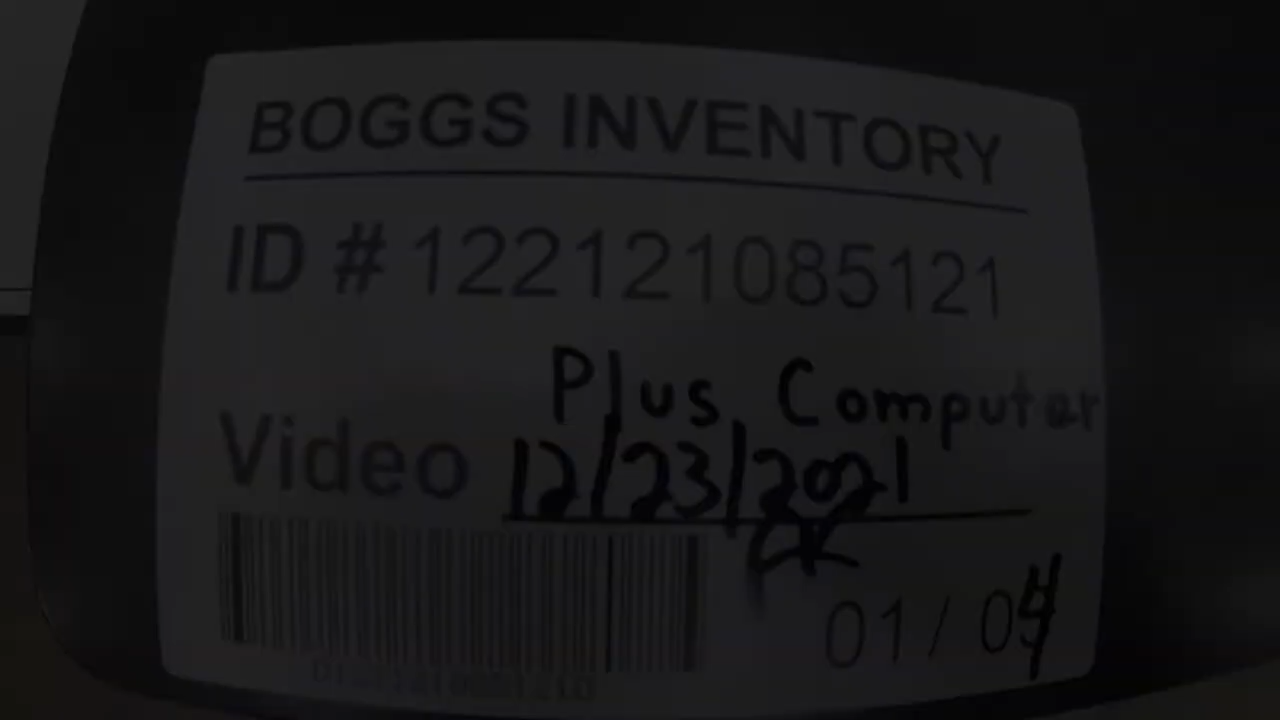 BOGGS INVENTORY
ID # 122121085121
Plus Computer
Video 12/23/2021
01 / 04